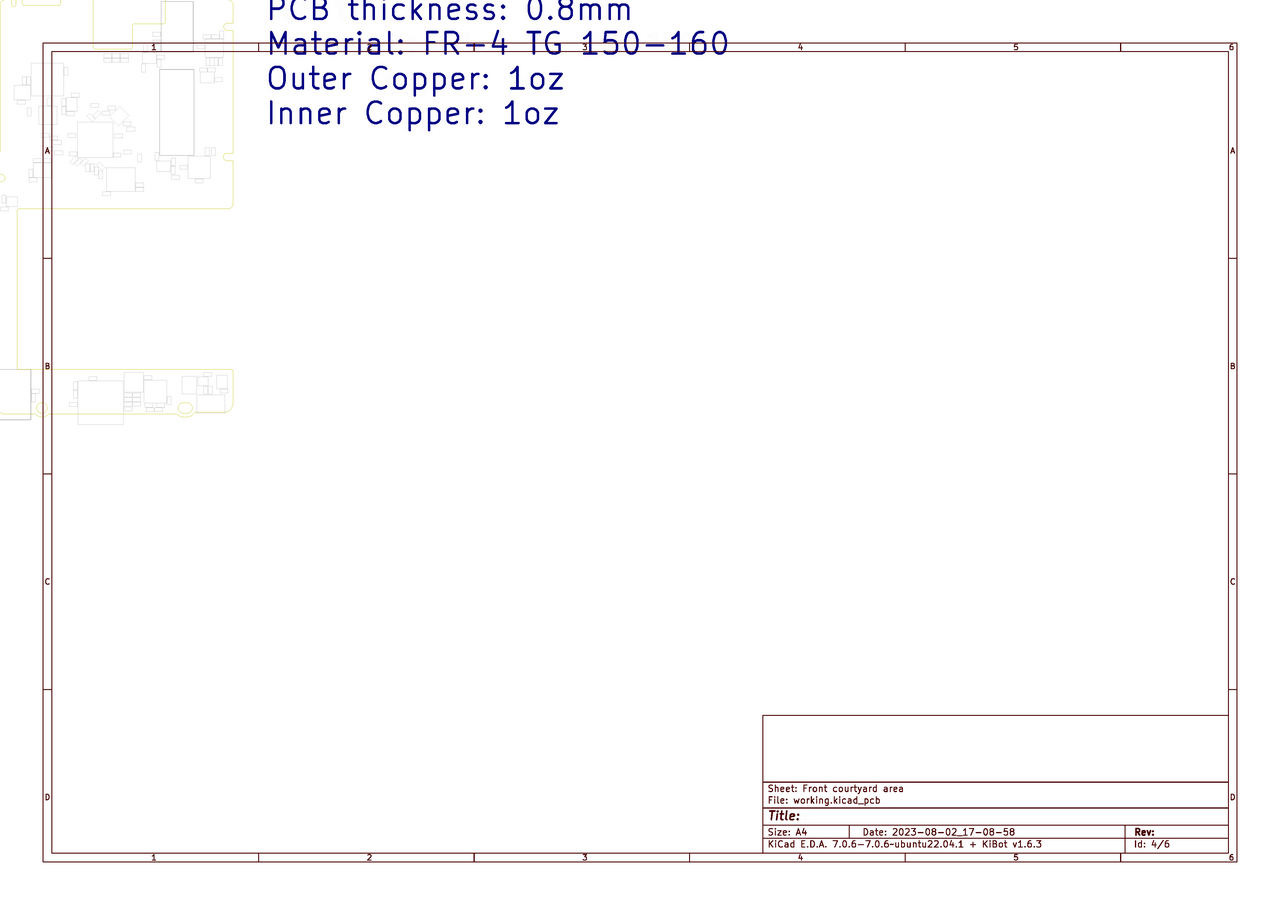 PCB thickness: 0.8mm
Material: FR-4 TG 150-160
Outer Copper: 1oz
Inner Copper: 1oz
1 2 3 4 5 6
A A
B B
C C
D D
Sheet: Front courtyard area
File: working.kicad_pcb
Title:
Size: A4 Date: 2023-08-02_17-08-58 Rev:
KiCad E.D.A. 7.0.6-7.0.6~ubuntu22.04.1 + KiBot v1.6.3 Id: 4/6
1 2 3 4 5 6